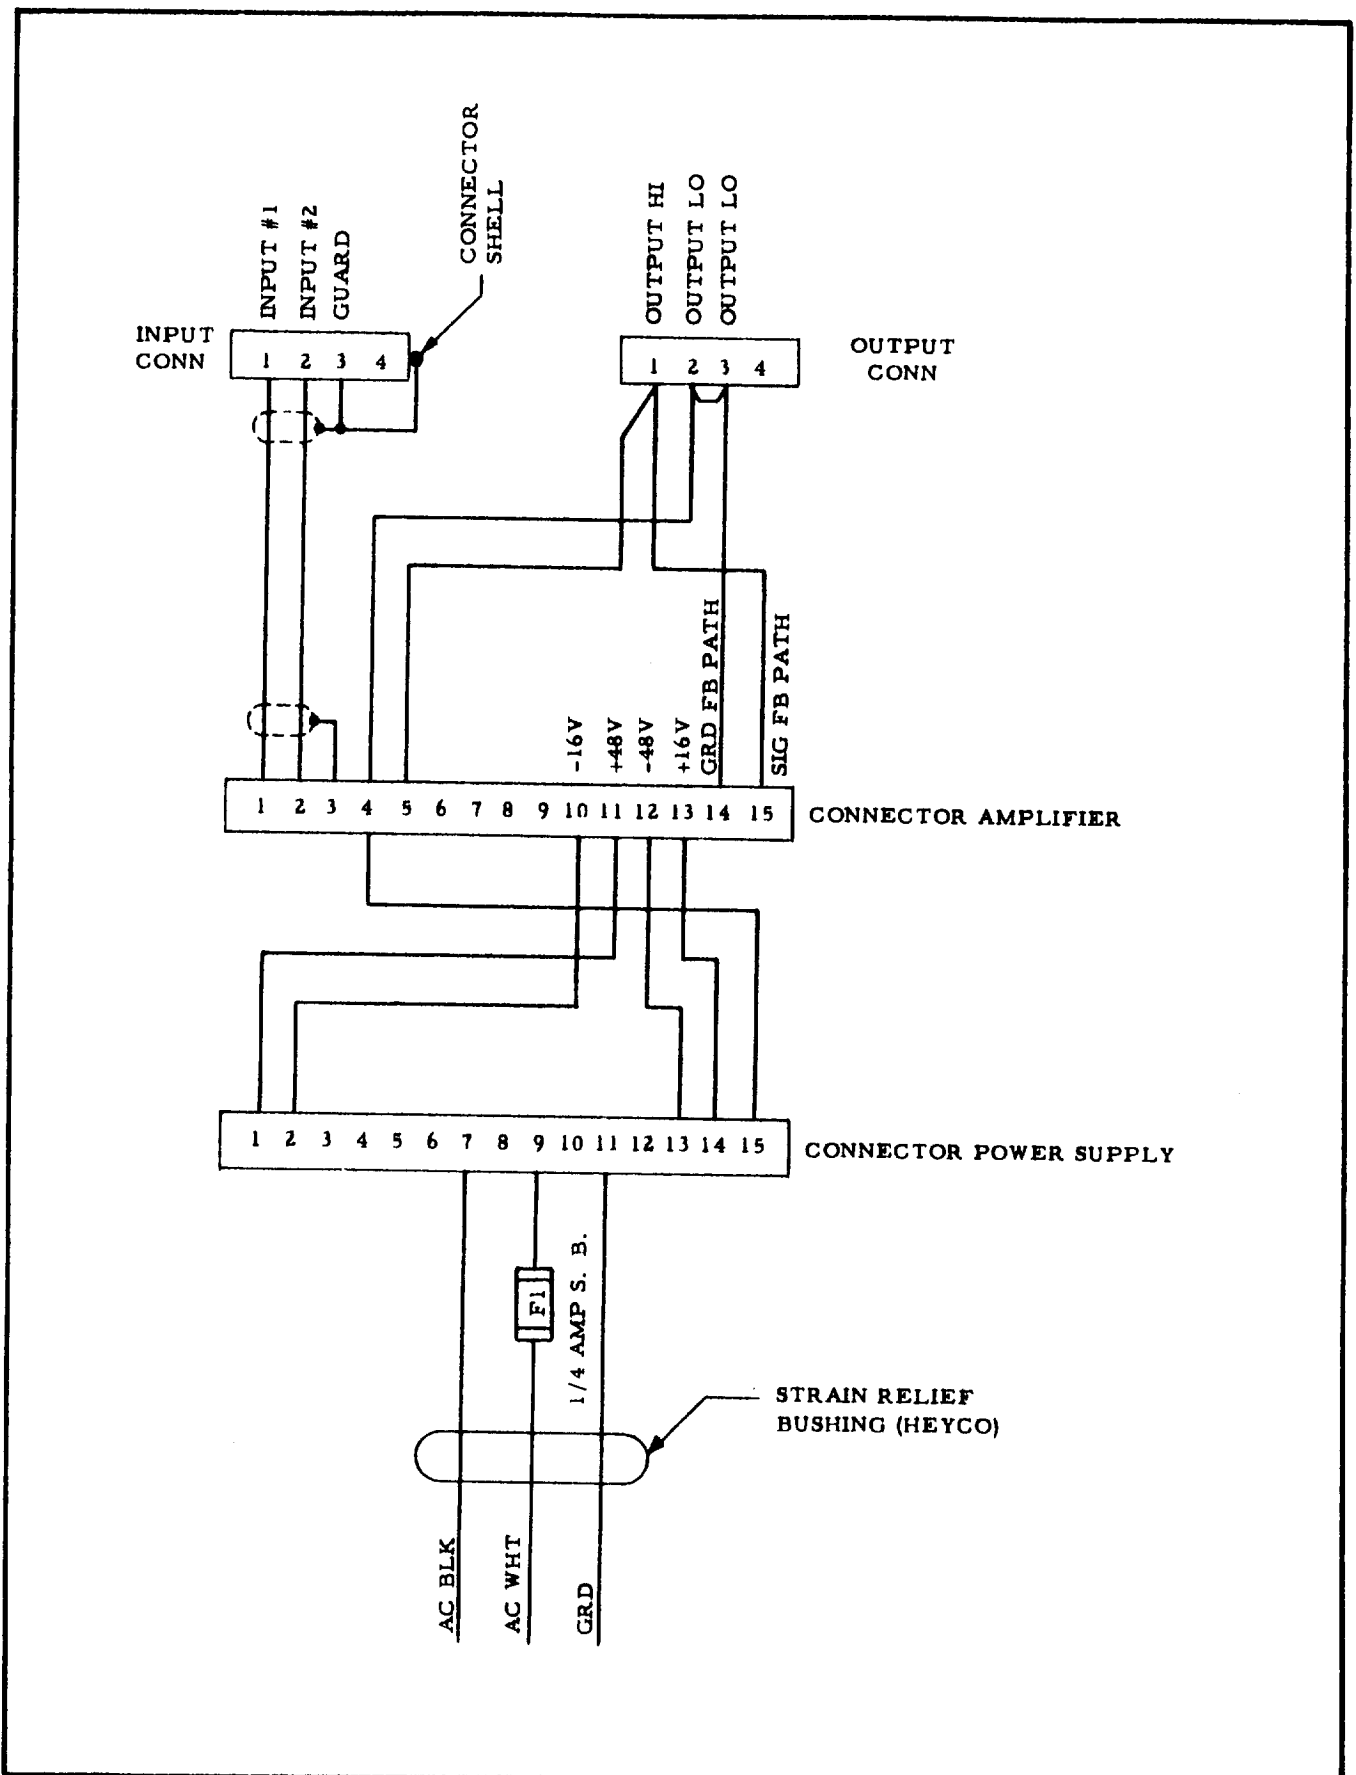 INPUT #1
INPUT #2
GUARD
CONNECTOR
SHELL
OUTPUT HI
OUTPUT LO
OUTPUT LO
INPUT
CONN
1 2 3 4
1 2 3 4
OUTPUT
CONN
-16V
+48V
-48V
+16V
GRD FB PATH
SIG FB PATH
1 2 3 4 5 6 7 8 9 10 11 12 13 14 15
CONNECTOR AMPLIFIER
1 2 3 4 5 6 7 8 9 10 11 12 13 14 15
CONNECTOR POWER SUPPLY
F1
1/4 AMP S. B.
STRAIN RELIEF
BUSHING (HEYCO)
AC BLK
AC WHT
GRD